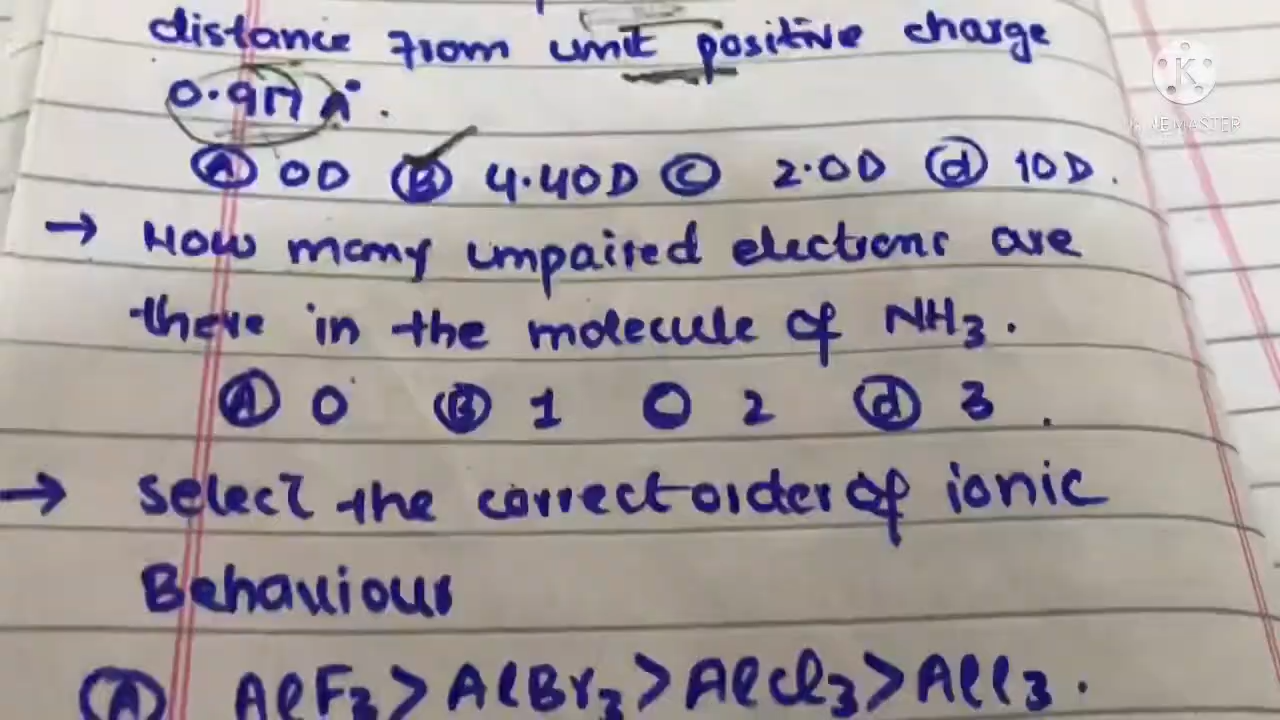 distance from unit positive charge
0.917 A°.
(A) 0D (B) 4.40D (C) 2.0D (d) 10D.
→ How many unpaired electrons are
there in the molecule of NH3.
(A) 0 (B) 1 (C) 2 (d) 3.
→ Select the correct order of ionic
Behaviour
(A) AlF3 > AlBr3 > AlCl3 > AlI3.
K